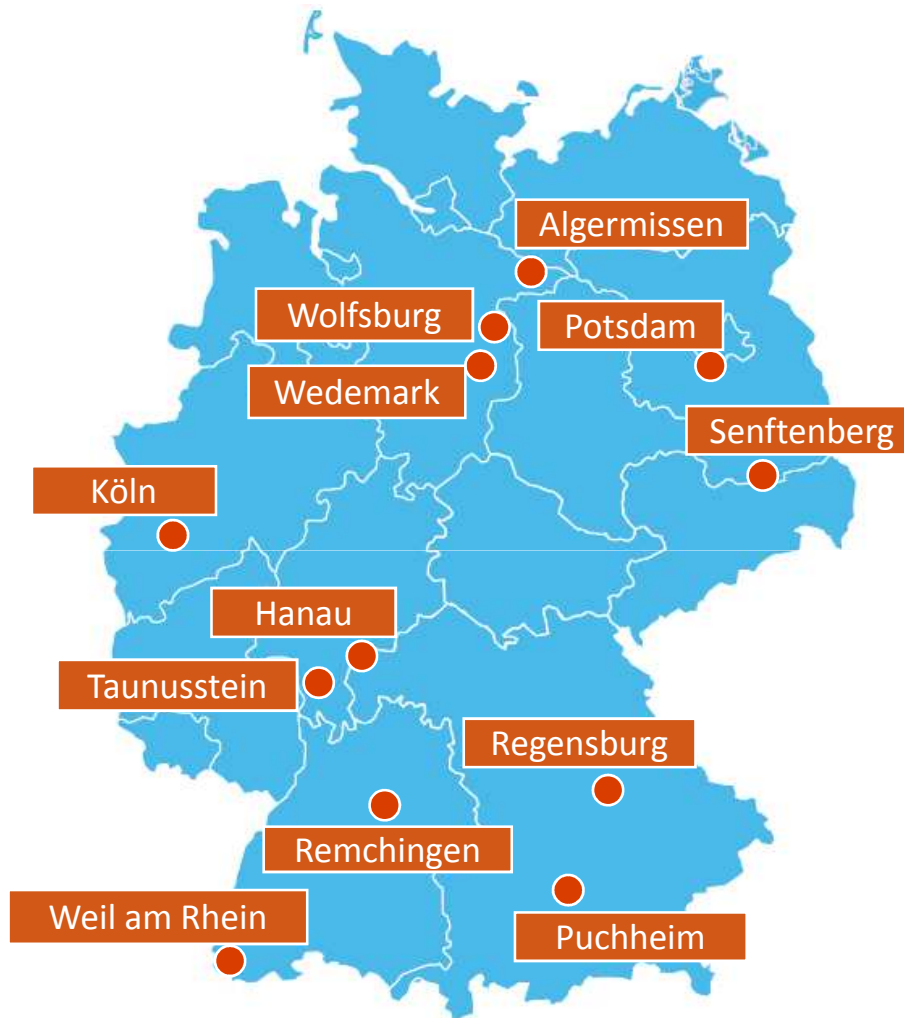 Algermissen
Wolfsburg
Potsdam
Wedemark
Senftenberg
Köln
Hanau
Taunusstein
Regensburg
Remchingen
Weil am Rhein
Puchheim